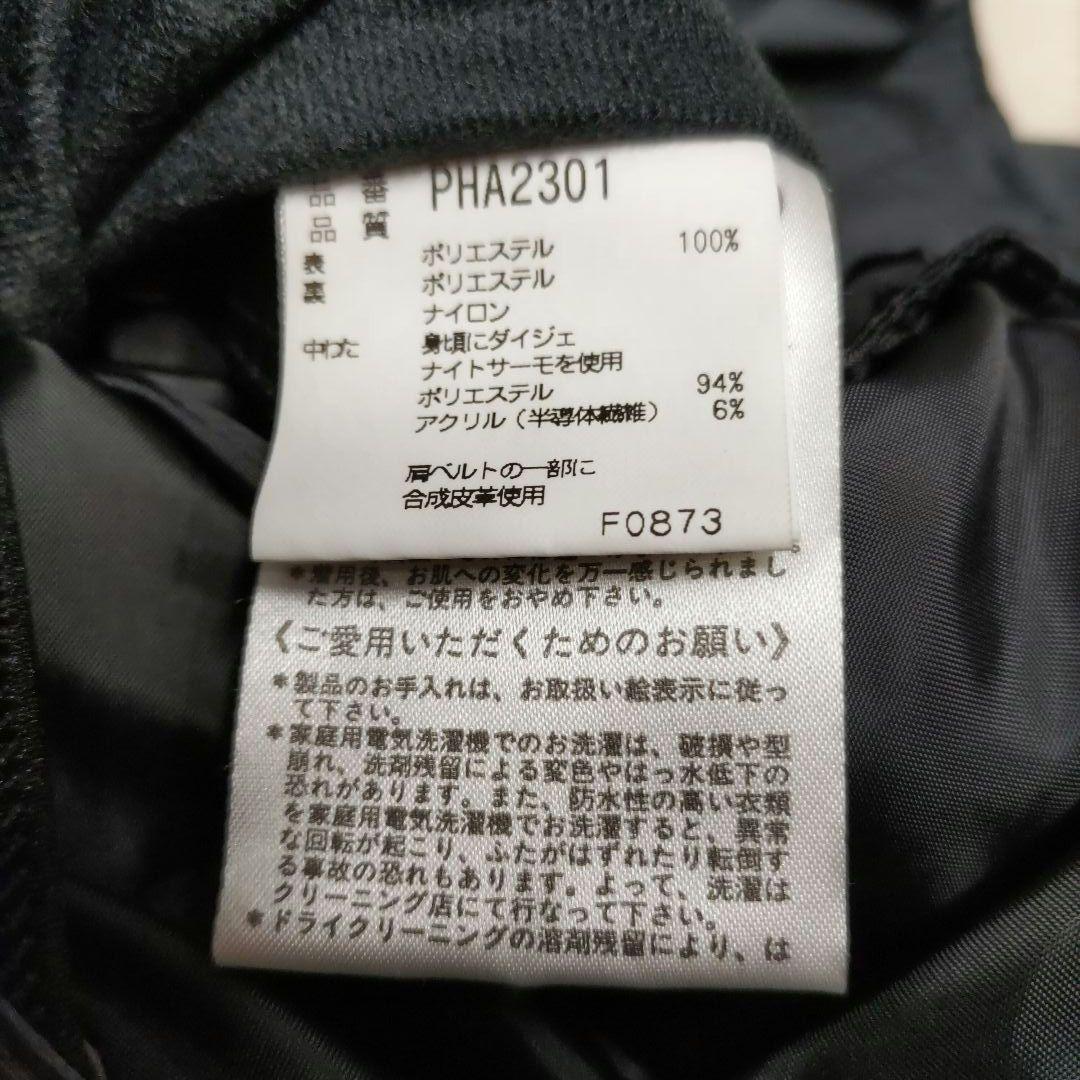 品番 PHA2301
品質
表 ポリエステル 100%
裏 ポリエステル
ナイロン
中わた 身頃にダイジェ
ナイトサーモを使用
ポリエステル 94%
アクリル（半導体繊維） 6%
肩ベルトの一部に
合成皮革使用
F0873
*着用後、お肌への変化を万一感じられまし
た方は、ご使用をおやめ下さい。
《ご愛用いただくためのお願い》
*製品のお手入れは、お取扱い絵表示に従っ
て下さい。
*家庭用電気洗濯機でのお洗濯は、破損や型
崩れ、洗剤残留による変色やはっ水低下の
恐れがあります。また、防水性の高い衣類
を家庭用電気洗濯機でお洗濯すると、異常
な回転が起こり、ふたがはずれたり転倒す
る事故の恐れもあります。よって、洗濯は
クリーニング店にて行なって下さい。
*ドライクリーニングの溶剤残留により、は